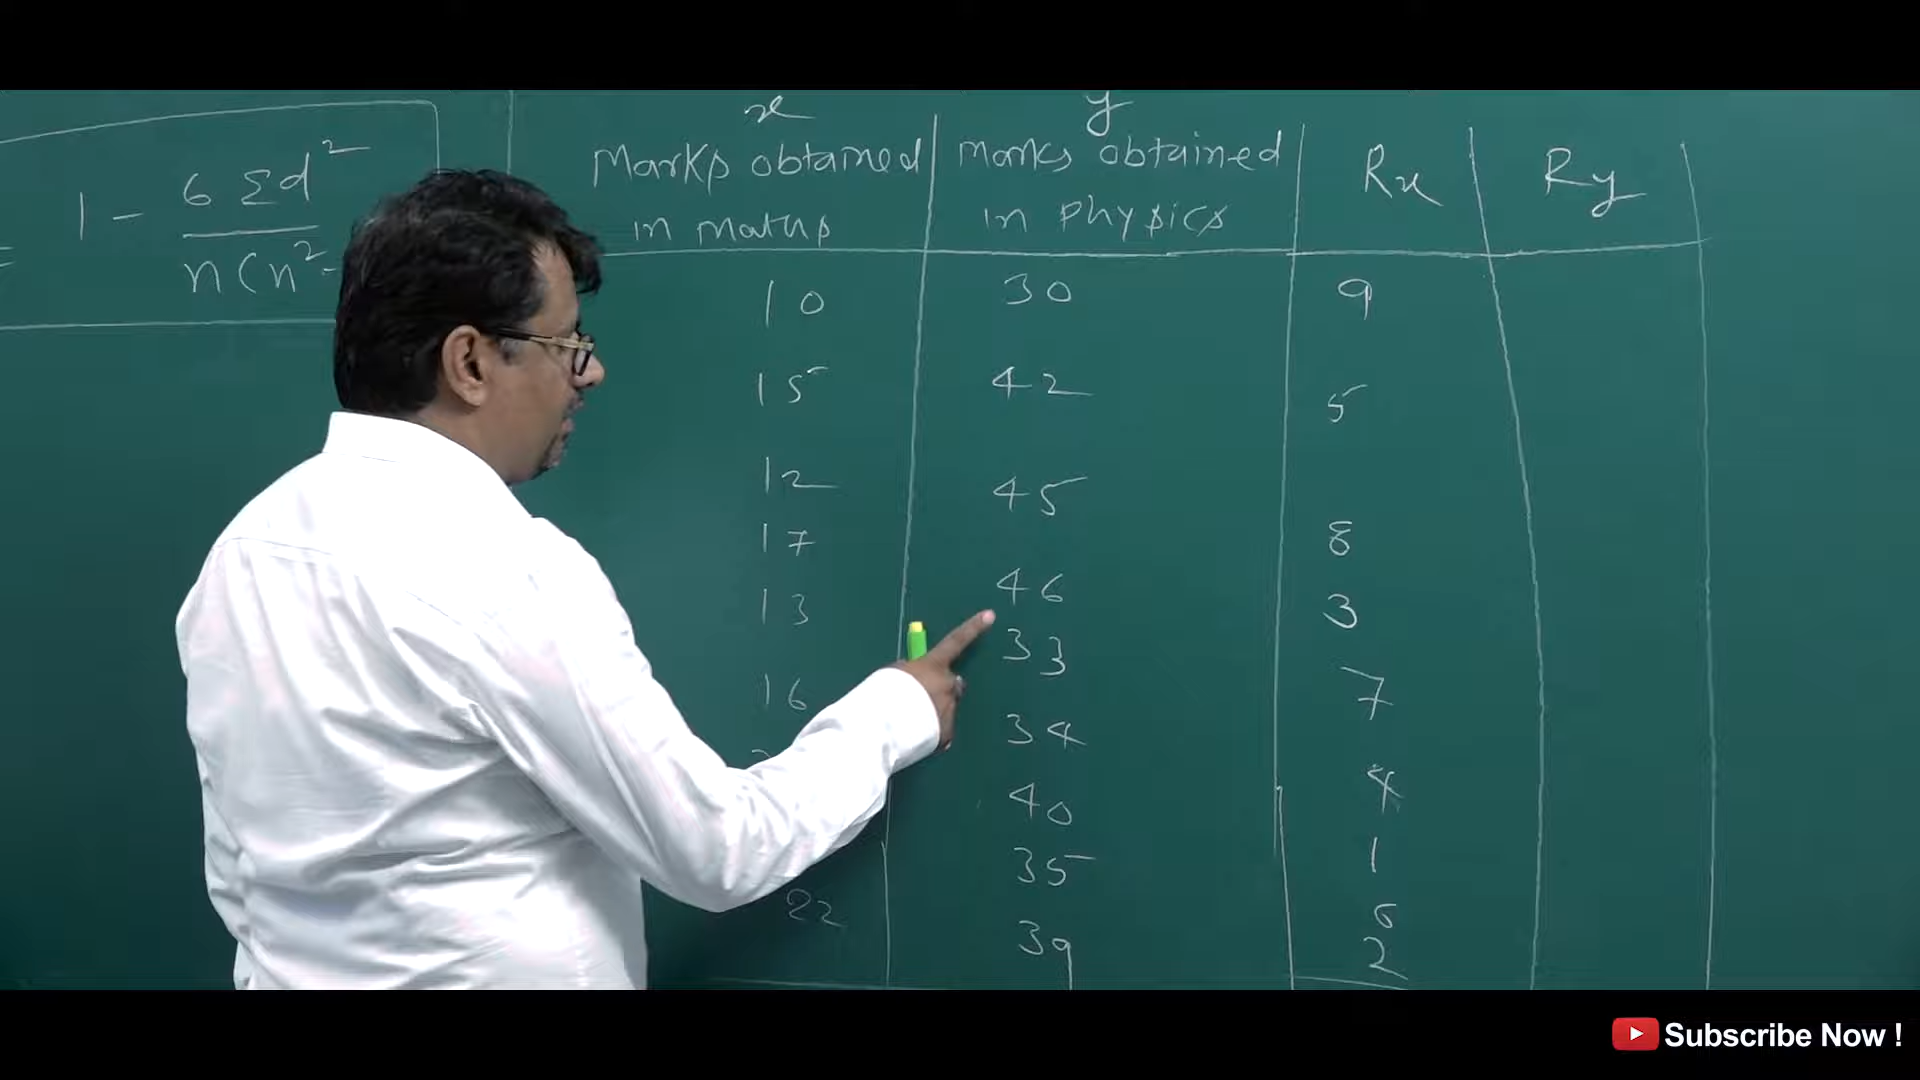 x y
Marks obtained in maths
marks obtained in physics
Rx Ry
= 1 - 6 Σd²
n(n² -
10 30 9
15 42 5
12 45 8
17 46 3
13 33 7
16 34 4
40 1
35 6
22 39 2
Subscribe Now !